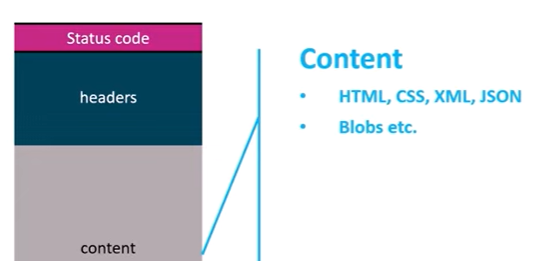 Status code
headers
content
Content
• HTML, CSS, XML, JSON
• Blobs etc.